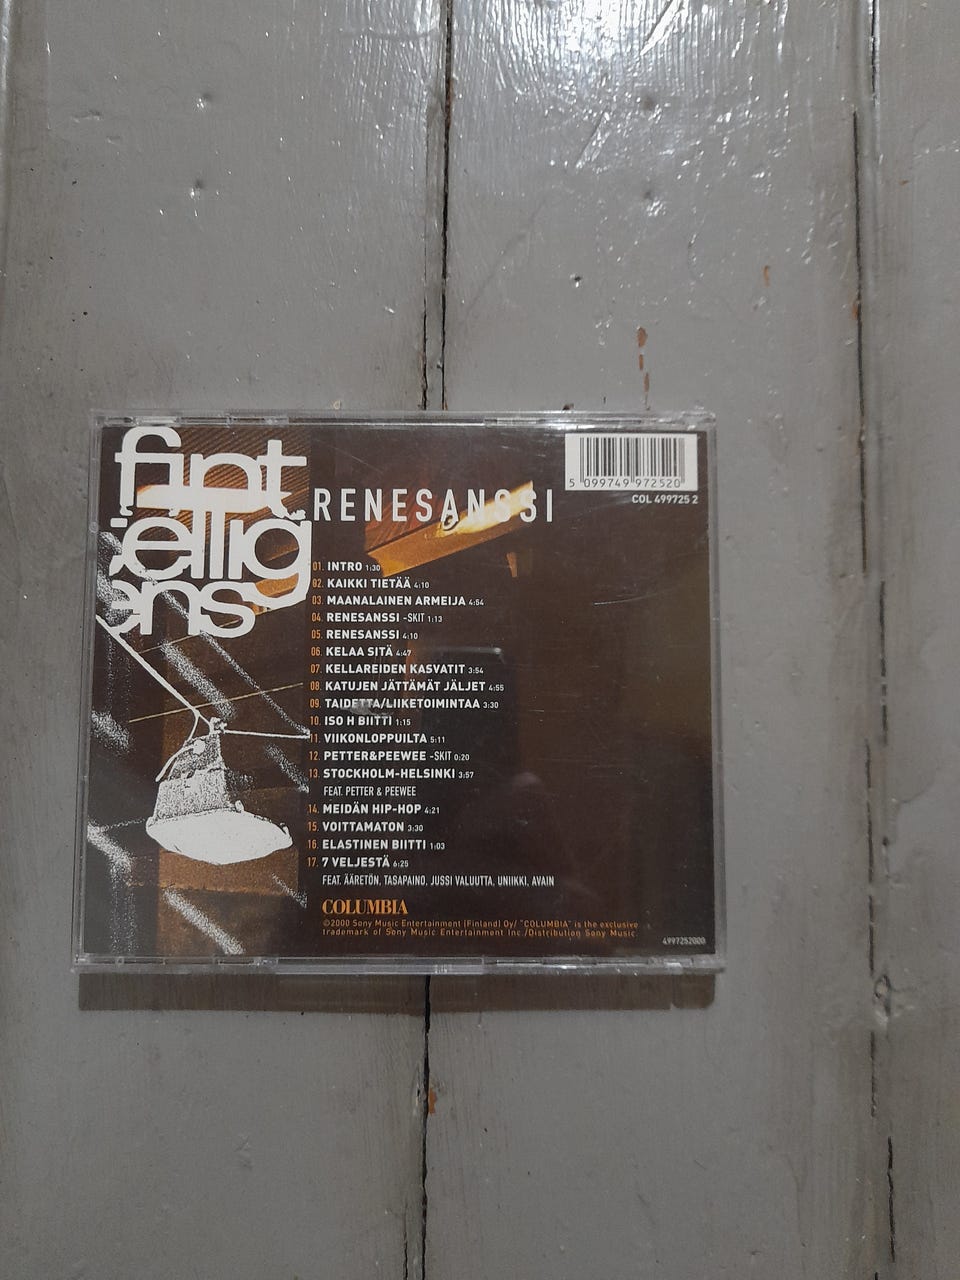 fint
ellig
ens
RENESANSSI
5 099749 972520
COL 499725 2
01. INTRO 1:30
02. KAIKKI TIETÄÄ 4:10
03. MAANALAINEN ARMEIJA 4:54
04. RENESANSSI -SKIT 1:13
05. RENESANSSI 4:10
06. KELAA SITÄ 4:47
07. KELLAREIDEN KASVATIT 3:54
08. KATUJEN JÄTTÄMÄT JÄLJET 4:55
09. TAIDETTA/LIIKETOIMINTAA 3:30
10. ISO H BIITTI 1:15
11. VIIKONLOPPUILTA 5:11
12. PETTER&PEEWEE -SKIT 0:20
13. STOCKHOLM-HELSINKI 3:57
FEAT. PETTER & PEEWEE
14. MEIDÄN HIP-HOP 4:21
15. VOITTAMATON 3:30
16. ELASTINEN BIITTI 1:03
17. 7 VELJESTÄ 6:25
FEAT. ÄÄRETÖN, TASAPAINO, JUSSI VALUUTTA, UNIIKKI, AVAIN
COLUMBIA
©2000 Sony Music Entertainment (Finland) Oy/ "COLUMBIA" is the exclusive
trademark of Sony Music Entertainment Inc./Distribution Sony Music.
4997252000